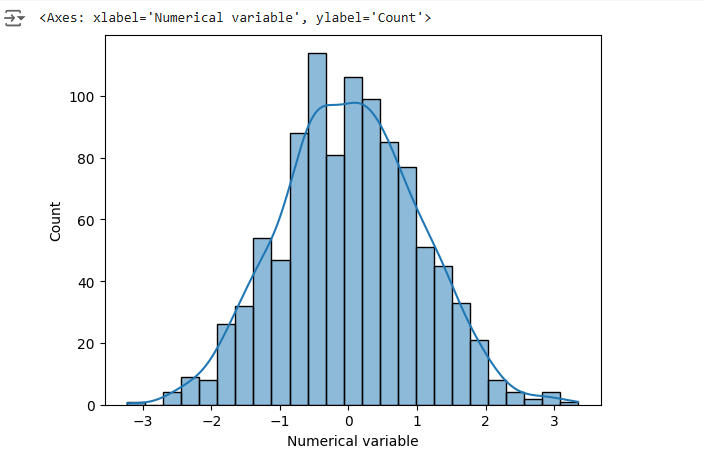 <Axes: xlabel='Numerical variable', ylabel='Count'>
100
80
60
40
20
0
Count
−3 −2 −1 0 1 2 3
Numerical variable